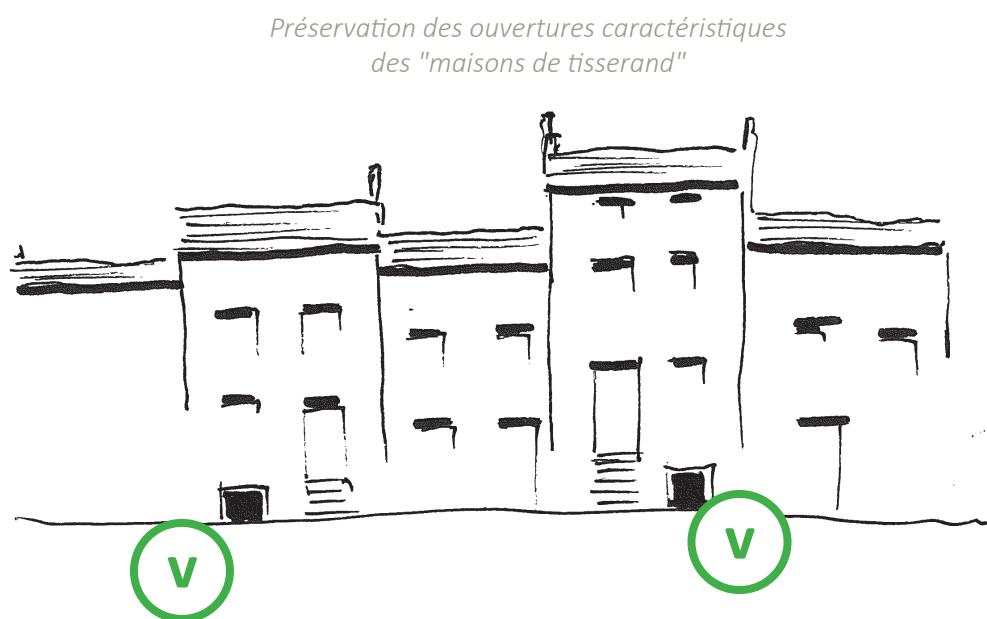 Préservation des ouvertures caractéristiques
des "maisons de tisserand"
V
V